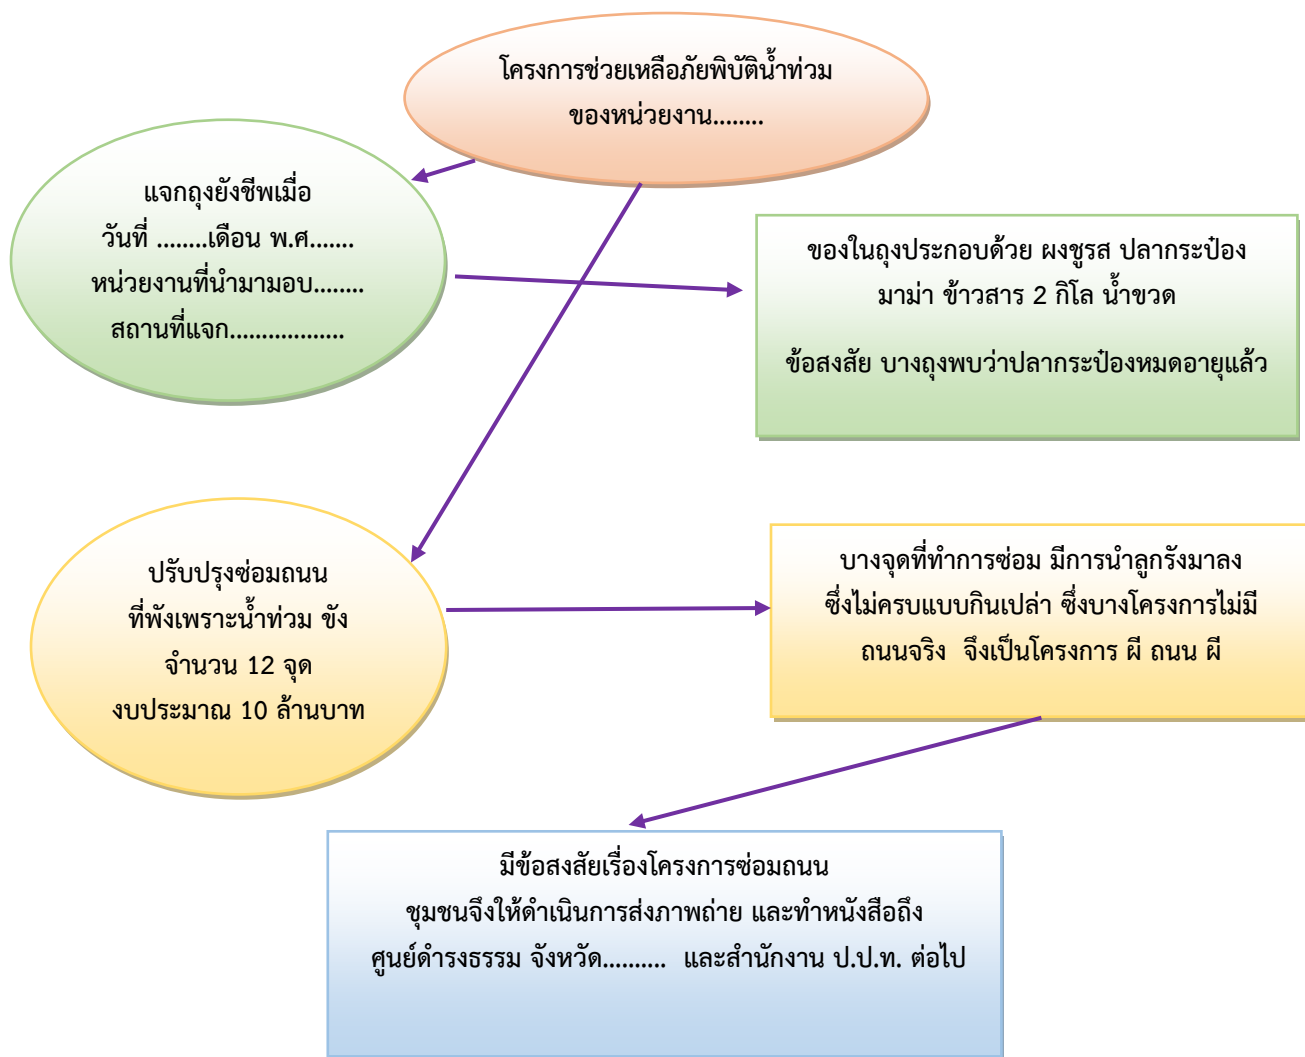 โครงการช่วยเหลือภัยพิบัติน้ำท่วม
ของหน่วยงาน........
แจกถุงยังชีพเมื่อ
วันที่ ........เดือน พ.ศ.......
หน่วยงานที่นำมามอบ........
สถานที่แจก..................
ของในถุงประกอบด้วย ผงชูรส ปลากระป๋อง
มาม่า ข้าวสาร 2 กิโล น้ำขวด
ข้อสงสัย บางถุงพบว่าปลากระป๋องหมดอายุแล้ว
ปรับปรุงซ่อมถนน
ที่พังเพราะน้ำท่วม ขัง
จำนวน 12 จุด
งบประมาณ 10 ล้านบาท
บางจุดที่ทำการซ่อม มีการนำลูกรังมาลง
ซึ่งไม่ครบแบบกินเปล่า ซึ่งบางโครงการไม่มี
ถนนจริง จึงเป็นโครงการ ผี ถนน ผี
มีข้อสงสัยเรื่องโครงการซ่อมถนน
ชุมชนจึงให้ดำเนินการส่งภาพถ่าย และทำหนังสือถึง
ศูนย์ดำรงธรรม จังหวัด.......... และสำนักงาน ป.ป.ท. ต่อไป